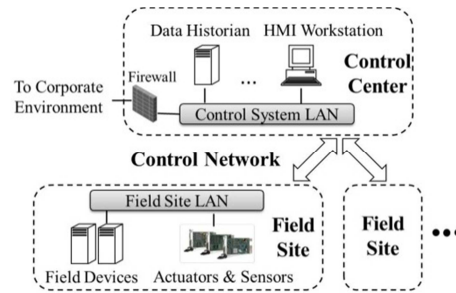 Data Historian HMI Workstation
Control
Center
To Corporate
Environment
Firewall
...
Control System LAN
Control Network
Field Site LAN
Field
Site
Field Devices Actuators & Sensors
Field
Site
...